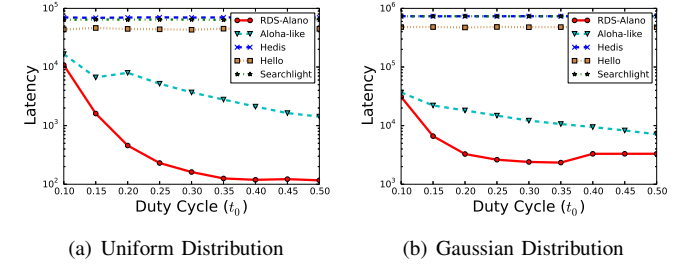 10^5
10^4
10^3
10^2
Latency
RDS-Alano
Aloha-like
Hedis
Hello
Searchlight
0.10 0.15 0.20 0.25 0.30 0.35 0.40 0.45 0.50
Duty Cycle (t_0)
(a) Uniform Distribution
10^6
10^5
10^4
10^3
Latency
RDS-Alano
Aloha-like
Hedis
Hello
Searchlight
0.10 0.15 0.20 0.25 0.30 0.35 0.40 0.45 0.50
Duty Cycle (t_0)
(b) Gaussian Distribution